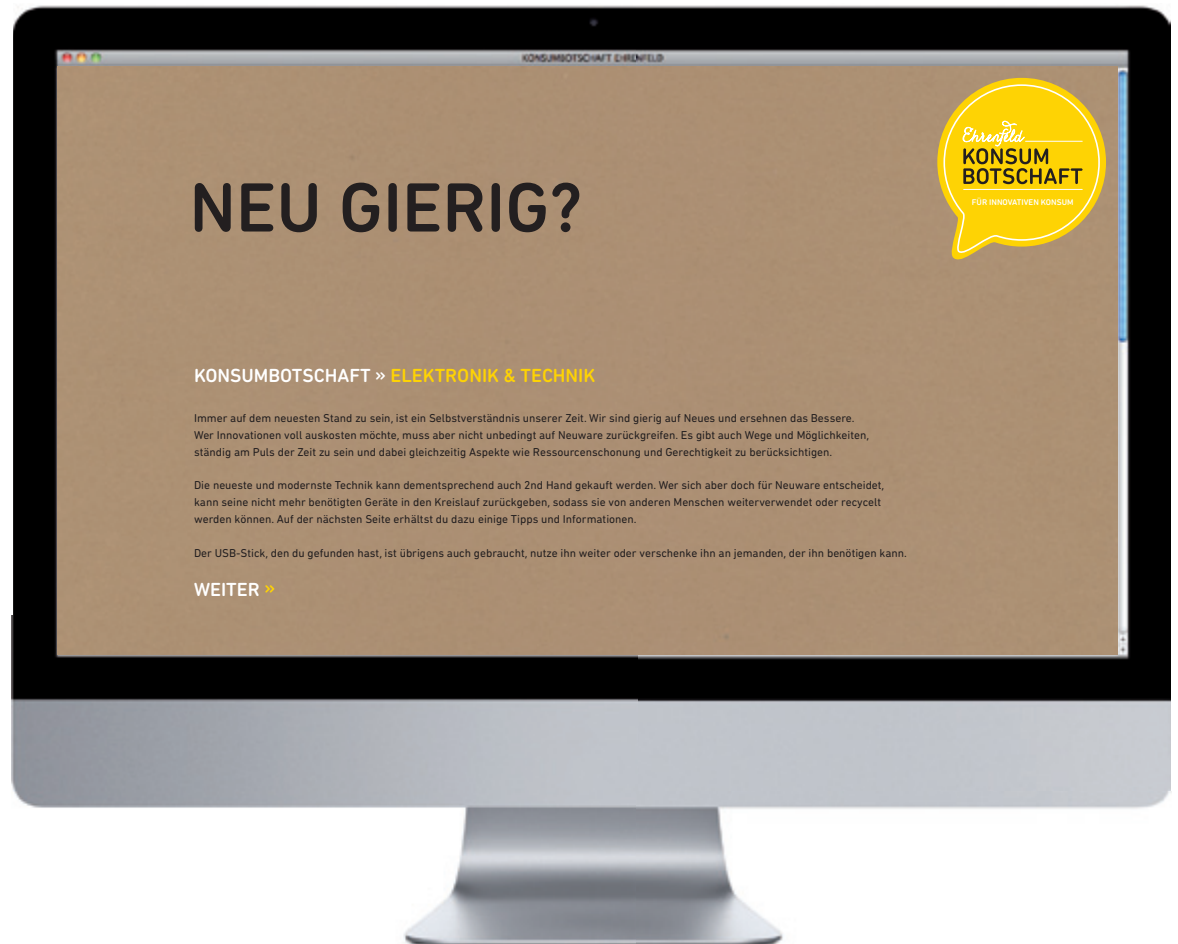 KONSUMBOTSCHAFT EHRENFELD
Ehrenfeld
KONSUM
BOTSCHAFT
FÜR INNOVATIVEN KONSUM
NEU GIERIG?
KONSUMBOTSCHAFT » ELEKTRONIK & TECHNIK
Immer auf dem neuesten Stand zu sein, ist ein Selbstverständnis unserer Zeit. Wir sind gierig auf Neues und ersehnen das Bessere.
Wer Innovationen voll auskosten möchte, muss aber nicht unbedingt auf Neuware zurückgreifen. Es gibt auch Wege und Möglichkeiten,
ständig am Puls der Zeit zu sein und dabei gleichzeitig Aspekte wie Ressourcenschonung und Gerechtigkeit zu berücksichtigen.
Die neueste und modernste Technik kann dementsprechend auch 2nd Hand gekauft werden. Wer sich aber doch für Neuware entscheidet,
kann seine nicht mehr benötigten Geräte in den Kreislauf zurückgeben, sodass sie von anderen Menschen weiterverwendet oder recycelt
werden können. Auf der nächsten Seite erhältst du dazu einige Tipps und Informationen.
Der USB-Stick, den du gefunden hast, ist übrigens auch gebraucht, nutze ihn weiter oder verschenke ihn an jemanden, der ihn benötigen kann.
WEITER »